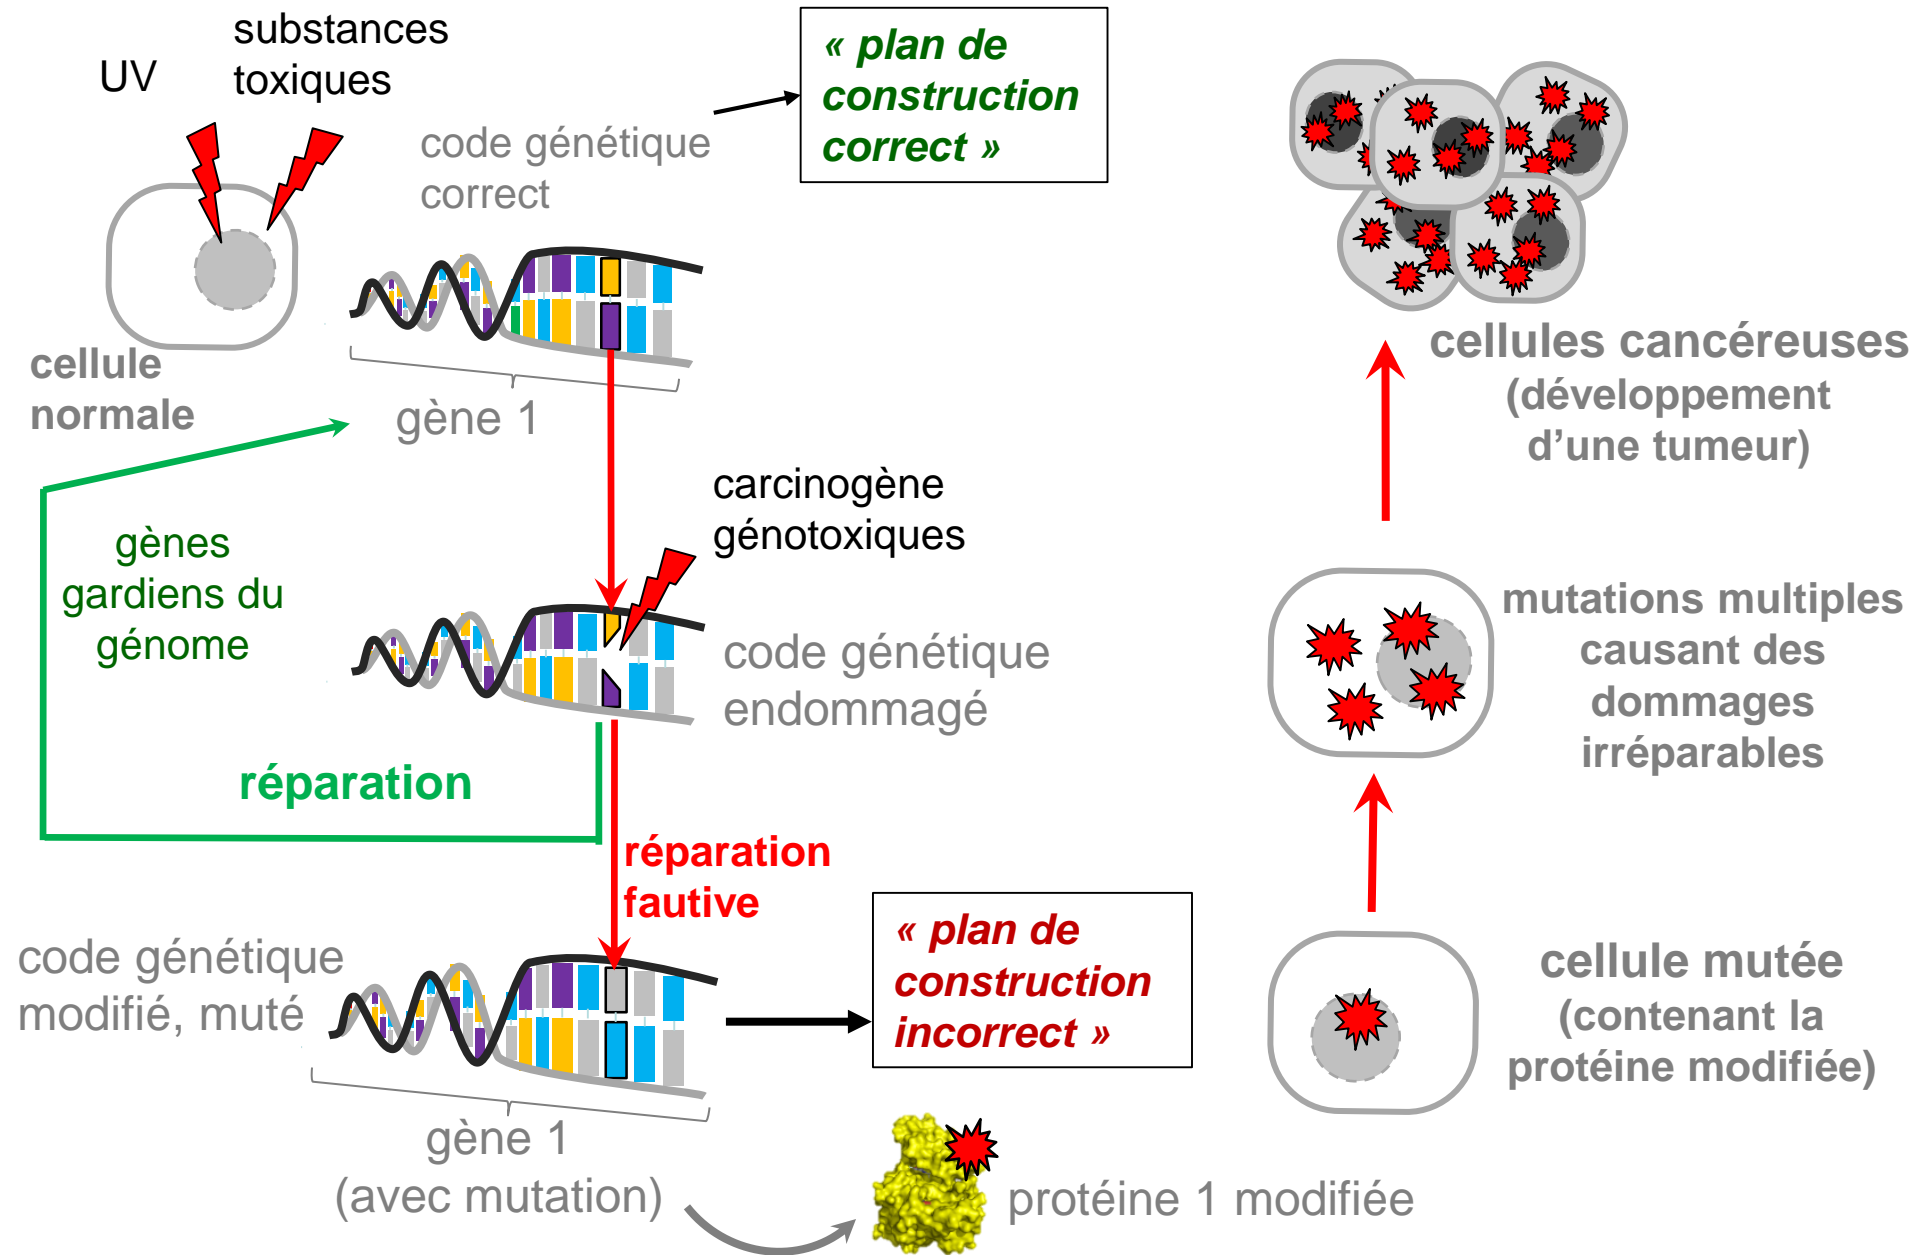 UV
substances
toxiques
code génétique
correct
« plan de
construction
correct »
cellule
normale
gène 1
gènes
gardiens du
génome
carcinogène
génotoxiques
code génétique
endommagé
réparation
réparation
fautive
code génétique
modifié, muté
« plan de
construction
incorrect »
gène 1
(avec mutation)
protéine 1 modifiée
cellules cancéreuses
(développement
d’une tumeur)
mutations multiples
causant des
dommages
irréparables
cellule mutée
(contenant la
protéine modifiée)